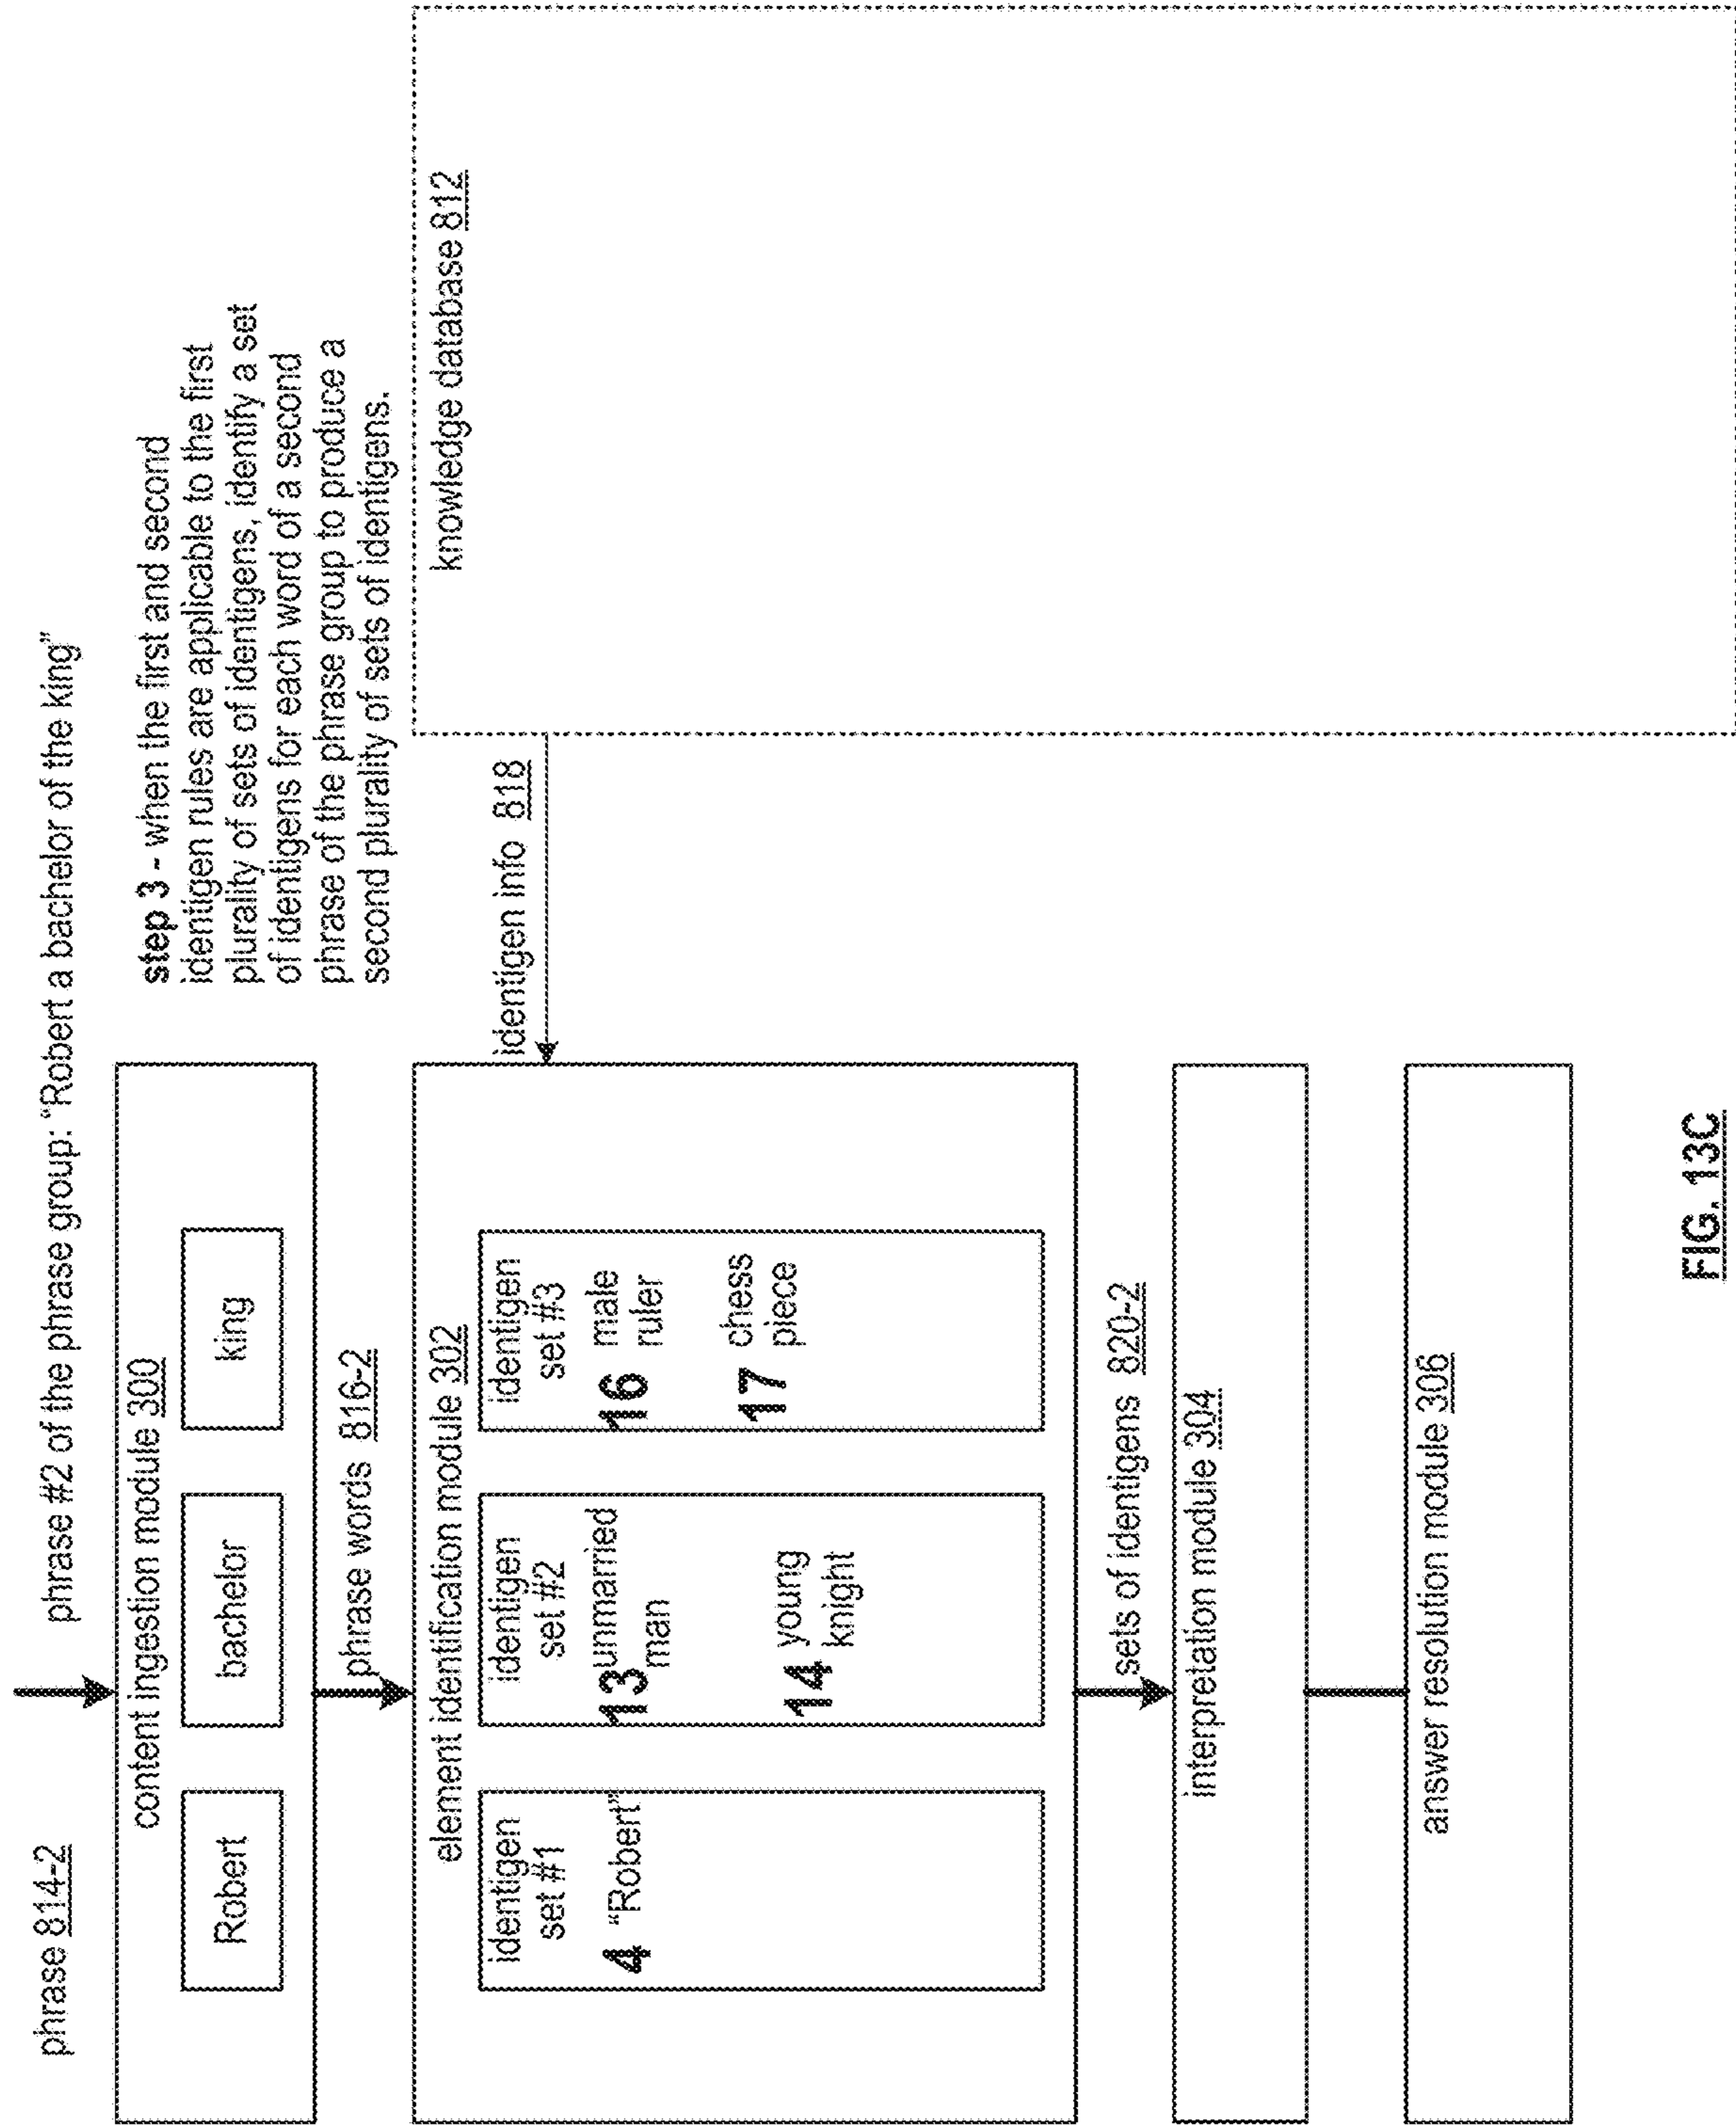 phrase #2 of the phrase group: "Robert a bachelor of the king"
phrase 814-2
content ingestion module 300
Robert
bachelor
king
step 3 - when the first and second
identigen rules are applicable to the first
plurality of sets of identigens, identify a set
of identigens for each word of a second
phrase of the phrase group to produce a
second plurality of sets of identigens.
phrase words 816-2
element identification module 302
identigen
set #1
4 "Robert"
identigen
set #2
13 unmarried
man
14 young
knight
identigen
set #3
16 male
ruler
17 chess
piece
identigen info 818
knowledge database 812
sets of identigens 820-2
interpretation module 304
answer resolution module 306
FIG. 13C